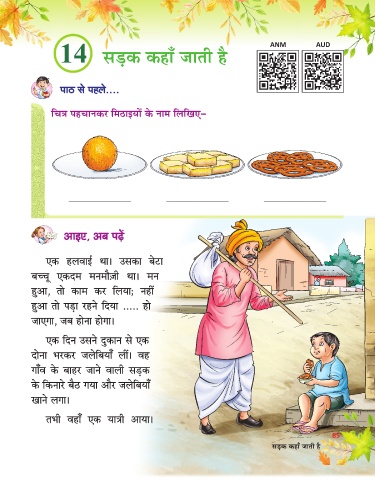 14 सड़क कहाँ जाती है
ANM AUD
पाठ से पहले....
चित्र पहचानकर मिठाइयों के नाम लिखिए–
आइए, अब पढ़ें
एक हलवाई था। उसका बेटा
बच्चू एकदम मनमौज़ी था। मन
हुआ, तो काम कर लिया; नहीं
हुआ तो पड़ा रहने दिया ..... हो
जाएगा, जब होना होगा।
एक दिन उसने दुकान से एक
दोना भरकर जलेबियाँ लीं। वह
गाँव के बाहर जाने वाली सड़क
के किनारे बैठ गया और जलेबियाँ
खाने लगा।
तभी वहाँ एक यात्री आया।
सड़क कहाँ जाती है